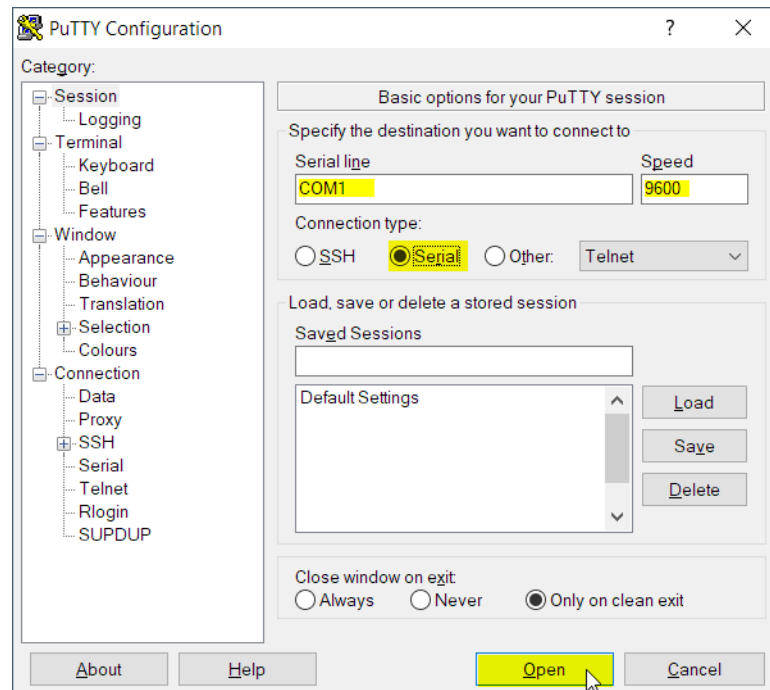 PuTTY Configuration
?
Category:
Session
Logging
Terminal
Keyboard
Bell
Features
Window
Appearance
Behaviour
Translation
Selection
Colours
Connection
Data
Proxy
SSH
Serial
Telnet
Rlogin
SUPDUP
Basic options for your PuTTY session
Specify the destination you want to connect to
Serial line Speed
COM1 9600
Connection type:
SSH Serial Other: Telnet
Load, save or delete a stored session
Saved Sessions
Default Settings
Load
Save
Delete
Close window on exit:
Always Never Only on clean exit
About Help Open Cancel